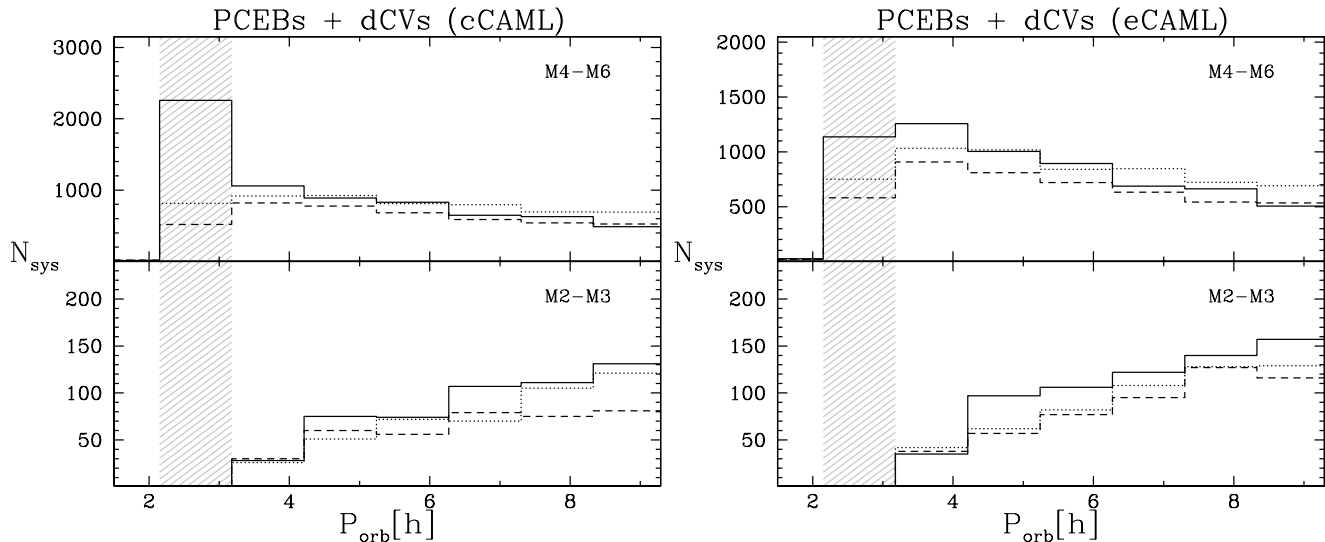 PCEBs + dCVs (cCAML)
3000
2000
1000
M4−M6
N_sys
200
150
100
50
M2−M3
2 4 6 8
P_orb[h]
PCEBs + dCVs (eCAML)
2000
1500
1000
500
M4−M6
N_sys
200
150
100
50
M2−M3
2 4 6 8
P_orb[h]